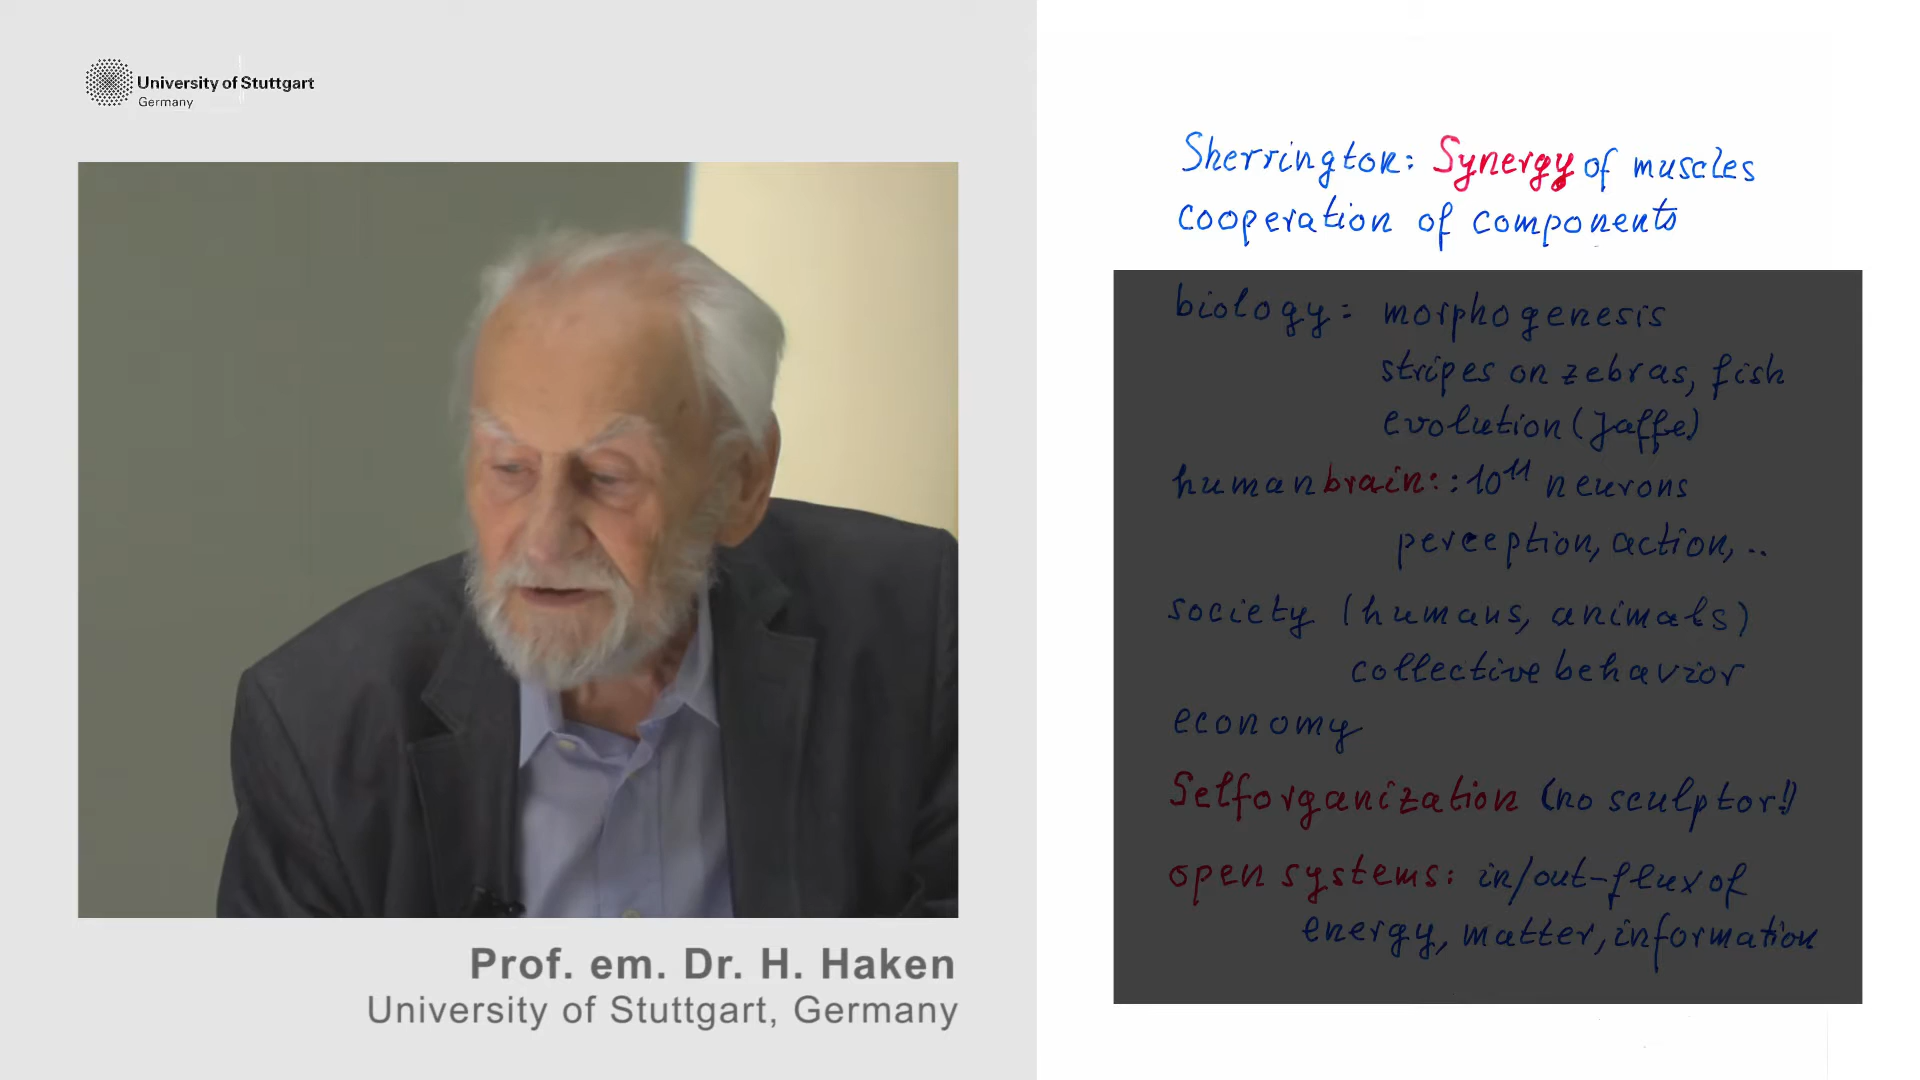 University of Stuttgart
Germany
Prof. em. Dr. H. Haken
University of Stuttgart, Germany
Sherrington: Synergy of muscles
cooperation of components
biology: morphogenesis
stripes on zebras, fish
evolution (Jaffe)
human brain: : 10¹¹ neurons
perception, action, ..
society (humans, animals)
collective behavior
economy
Selforganization (no sculptor!)
open systems: in/out-flux of
energy, matter, information